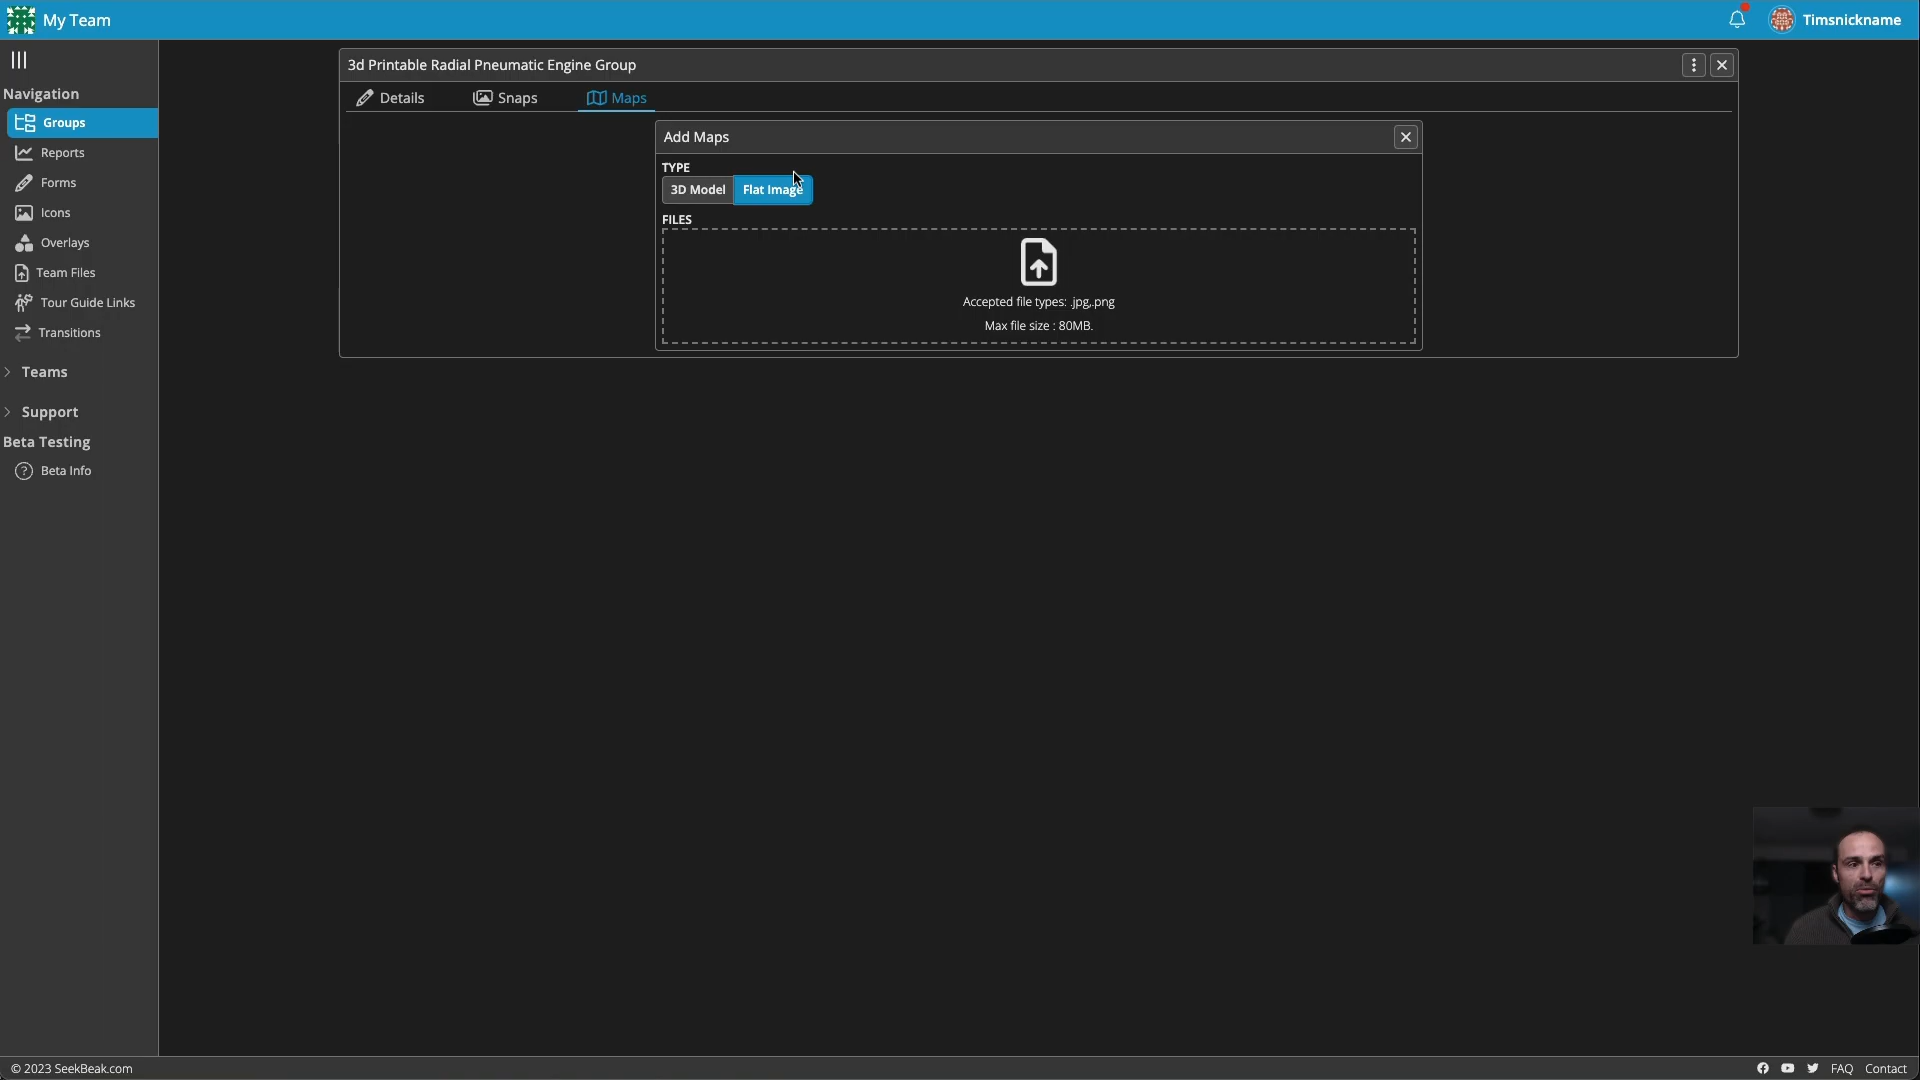 My Team
Timsnickname
Navigation
Groups
Reports
Forms
Icons
Overlays
Team Files
Tour Guide Links
Transitions
Teams
Support
Beta Testing
Beta Info
3d Printable Radial Pneumatic Engine Group
Details Snaps Maps
Add Maps
TYPE
3D Model Flat Image
FILES
Accepted file types: .jpg,.png
Max file size : 80MB.
© 2023 SeekBeak.com
FAQ Contact